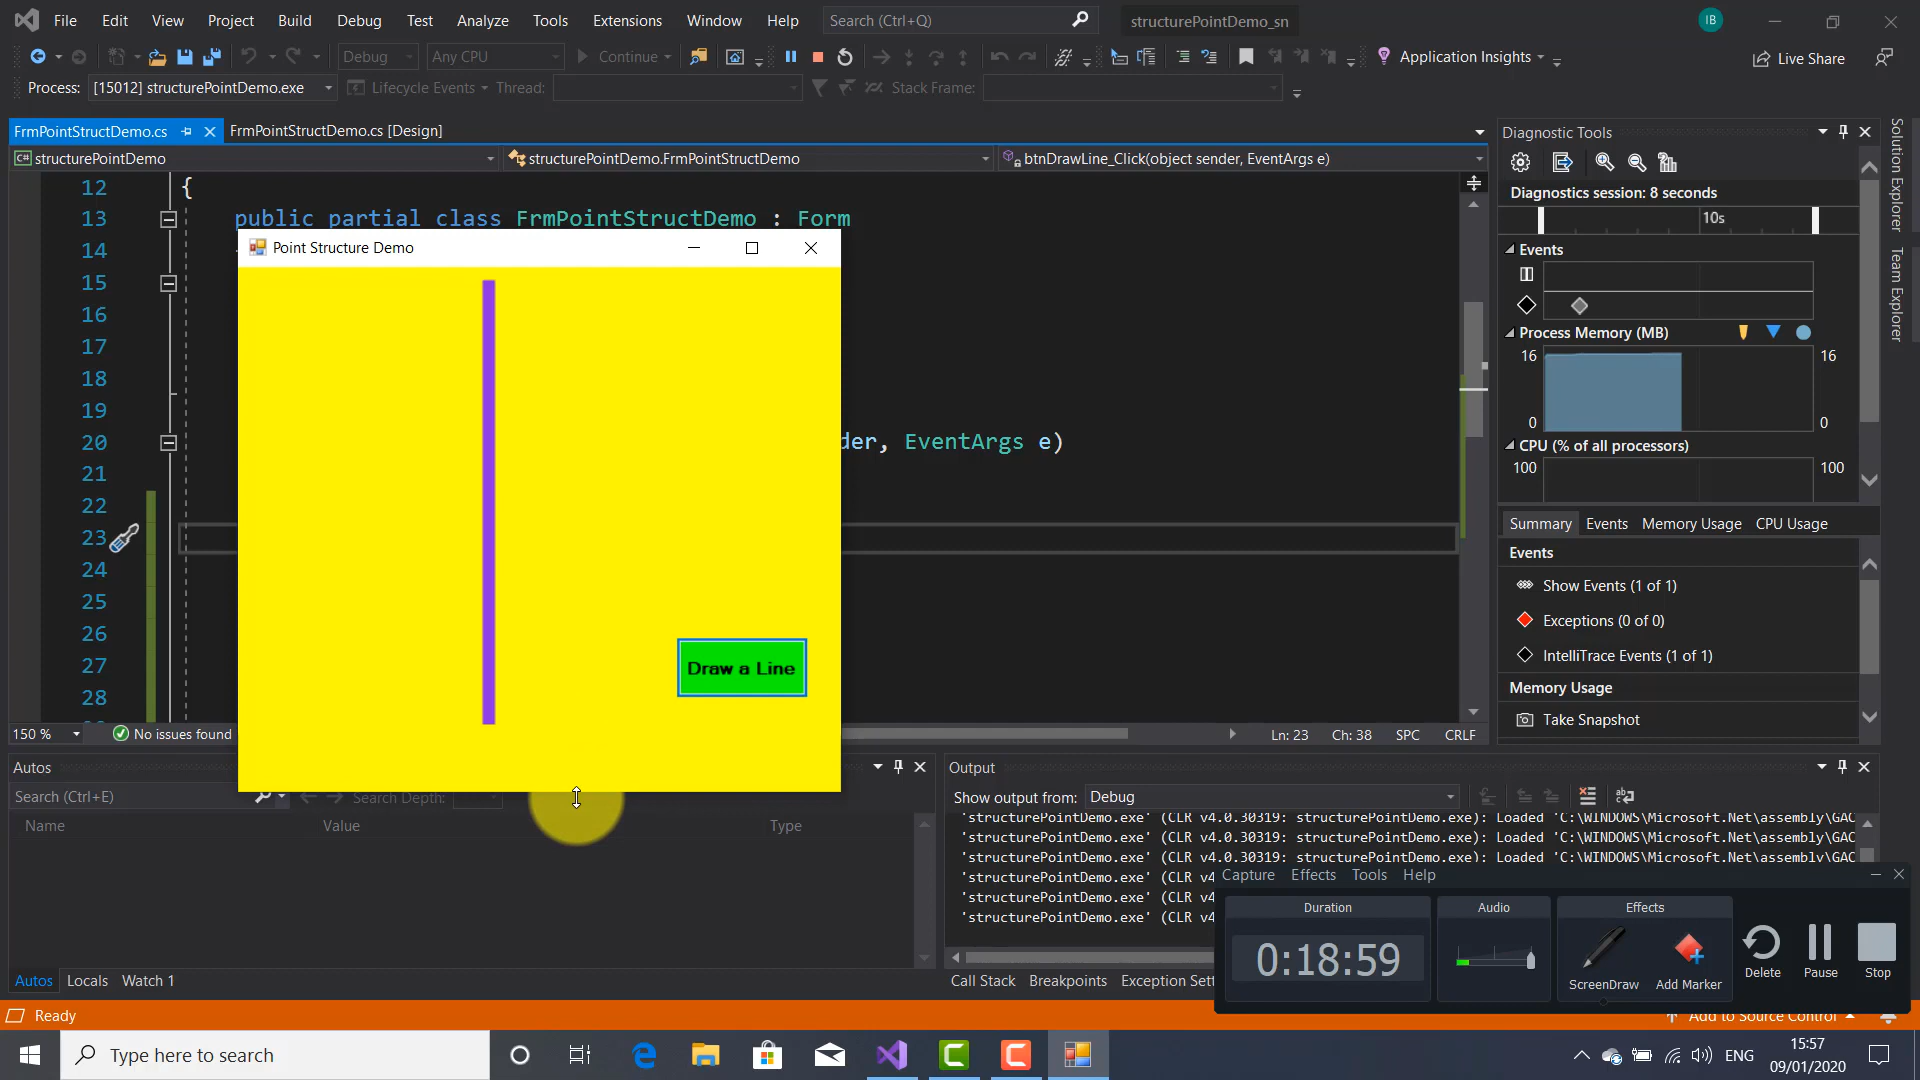 File Edit View Project Build Debug Test Analyze Tools Extensions Window Help Search (Ctrl+Q) structurePointDemo_sn IB
Debug Any CPU Continue Application Insights Live Share
Process: [15012] structurePointDemo.exe Lifecycle Events Thread: Stack Frame:
FrmPointStructDemo.cs FrmPointStructDemo.cs [Design]
C# structurePointDemo structurePointDemo.FrmPointStructDemo btnDrawLine_Click(object sender, EventArgs e)
12 {
13 public partial class FrmPointStructDemo : Form
14
15
16
17
18
19
20 der, EventArgs e)
21
22
23
24
25
26
27
28
Point Structure Demo
Draw a Line
150 % No issues found Ln: 23 Ch: 38 SPC CRLF
Diagnostic Tools
Diagnostics session: 8 seconds
10s
Events
Process Memory (MB)
16 16
0 0
CPU (% of all processors)
100 100
Summary Events Memory Usage CPU Usage
Events
Show Events (1 of 1)
Exceptions (0 of 0)
IntelliTrace Events (1 of 1)
Memory Usage
Take Snapshot
Solution Explorer
Team Explorer
Autos
Search (Ctrl+E) Search Depth:
Name Value Type
Autos Locals Watch 1
Output
Show output from: Debug
'structurePointDemo.exe' (CLR v4.0.30319: structurePointDemo.exe): Loaded 'C:\WINDOWS\Microsoft.Net\assembly\GAC
'structurePointDemo.exe' (CLR v4.0.30319: structurePointDemo.exe): Loaded 'C:\WINDOWS\Microsoft.Net\assembly\GAC
'structurePointDemo.exe' (CLR v4.0.30319: structurePointDemo.exe): Loaded 'C:\WINDOWS\Microsoft.Net\assembly\GAC
'structurePointDemo.exe' (CLR v4
'structurePointDemo.exe' (CLR v4
'structurePointDemo.exe' (CLR v4
Call Stack Breakpoints Exception Sett
Capture Effects Tools Help
Duration Audio Effects
0:18:59
ScreenDraw Add Marker Delete Pause Stop
Ready Add to Source Control
Type here to search
ENG 15:57
09/01/2020